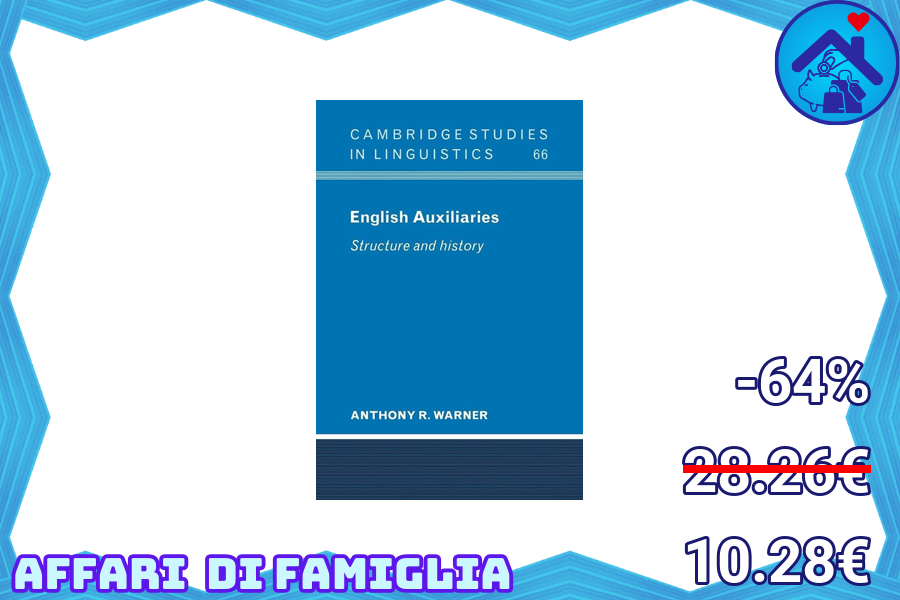 CAMBRIDGE STUDIES
IN LINGUISTICS 66
English Auxiliaries
Structure and history
ANTHONY R. WARNER
-64%
28.26€
10.28€
AFFARI DI FAMIGLIA